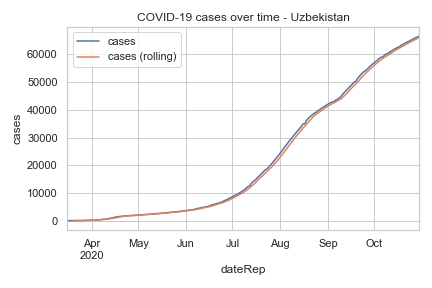 COVID-19 cases over time - Uzbekistan
cases
cases (rolling)
60000
50000
40000
30000
20000
10000
0
cases
Apr May Jun Jul Aug Sep Oct
2020
dateRep